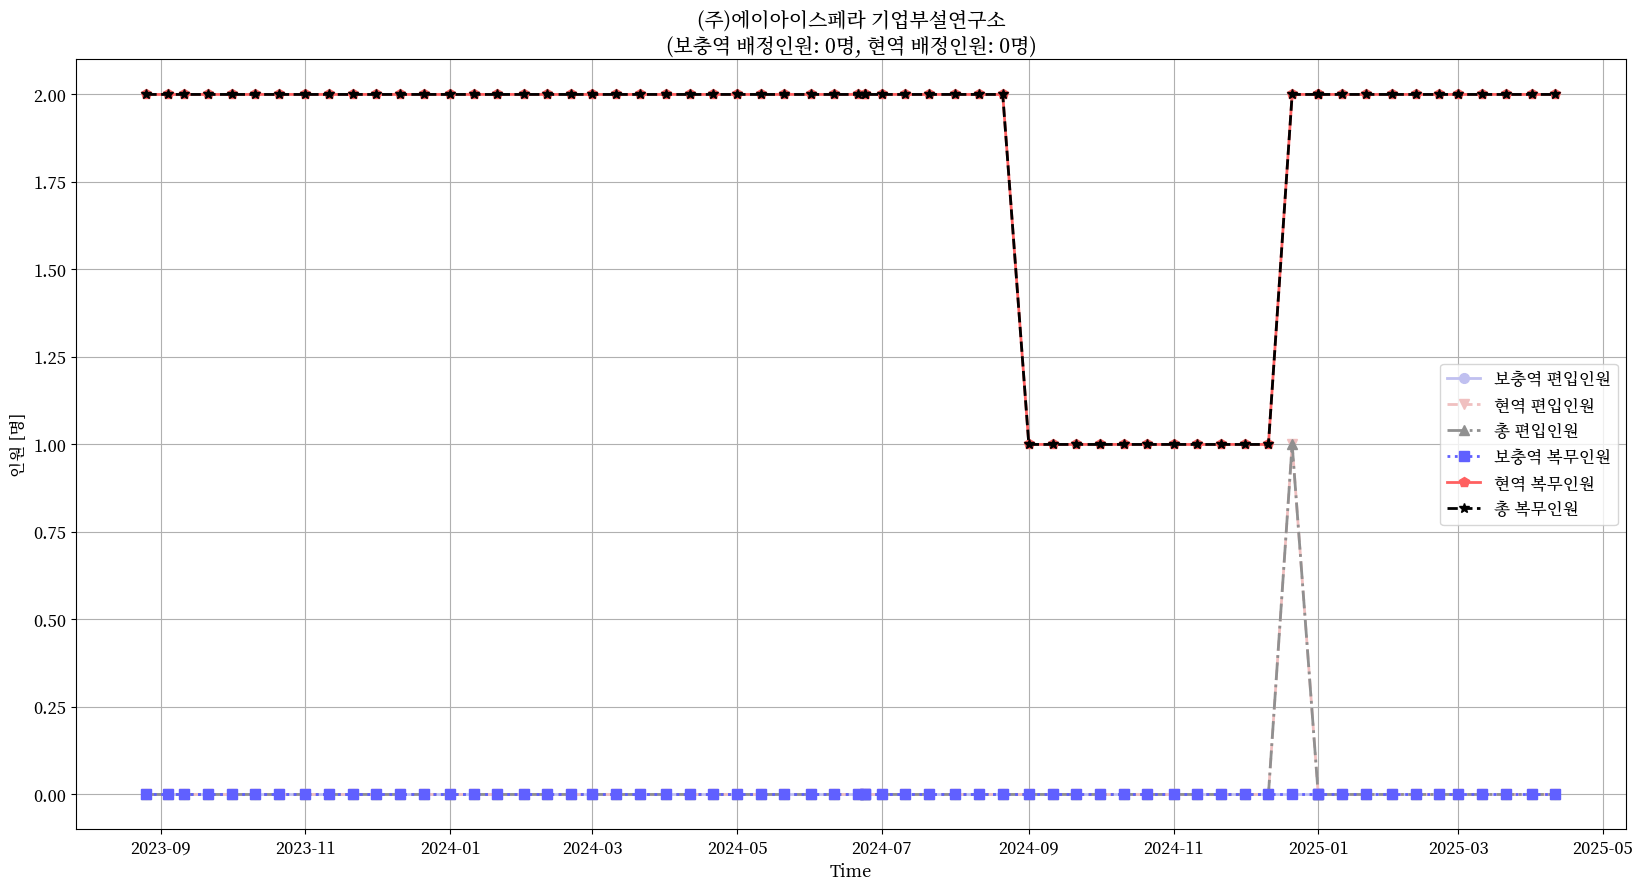 (주)에이아이스페라 기업부설연구소
(보충역 배정인원: 0명, 현역 배정인원: 0명)
인원 [명]
2.00
1.75
1.50
1.25
1.00
0.75
0.50
0.25
0.00
보충역 편입인원
현역 편입인원
총 편입인원
보충역 복무인원
현역 복무인원
총 복무인원
2023-09
2023-11
2024-01
2024-03
2024-05
2024-07
2024-09
2024-11
2025-01
2025-03
2025-05
Time